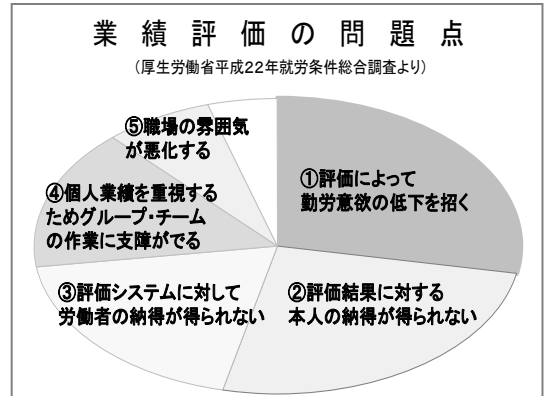 業績評価の問題点
(厚生労働省平成22年就労条件総合調査より)
①評価によって
勤労意欲の低下を招く
②評価結果に対する
本人の納得が得られない
③評価システムに対して
労働者の納得が得られない
④個人業績を重視する
ためグループ・チーム
の作業に支障がでる
⑤職場の雰囲気
が悪化する